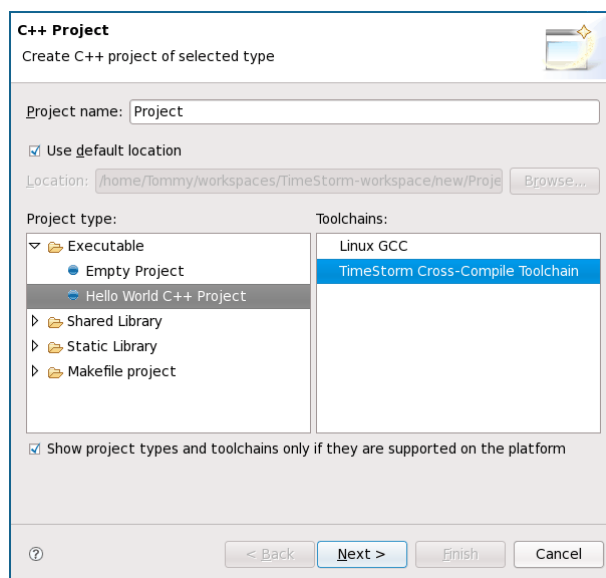 C++ Project
Create C++ project of selected type
Project name: Project
Use default location
Location: /home/Tommy/workspaces/TimeStorm-workspace/new/Proje Browse...
Project type:
Toolchains:
Executable
Empty Project
Hello World C++ Project
Shared Library
Static Library
Makefile project
Linux GCC
TimeStorm Cross-Compile Toolchain
Show project types and toolchains only if they are supported on the platform
? < Back Next > Finish Cancel